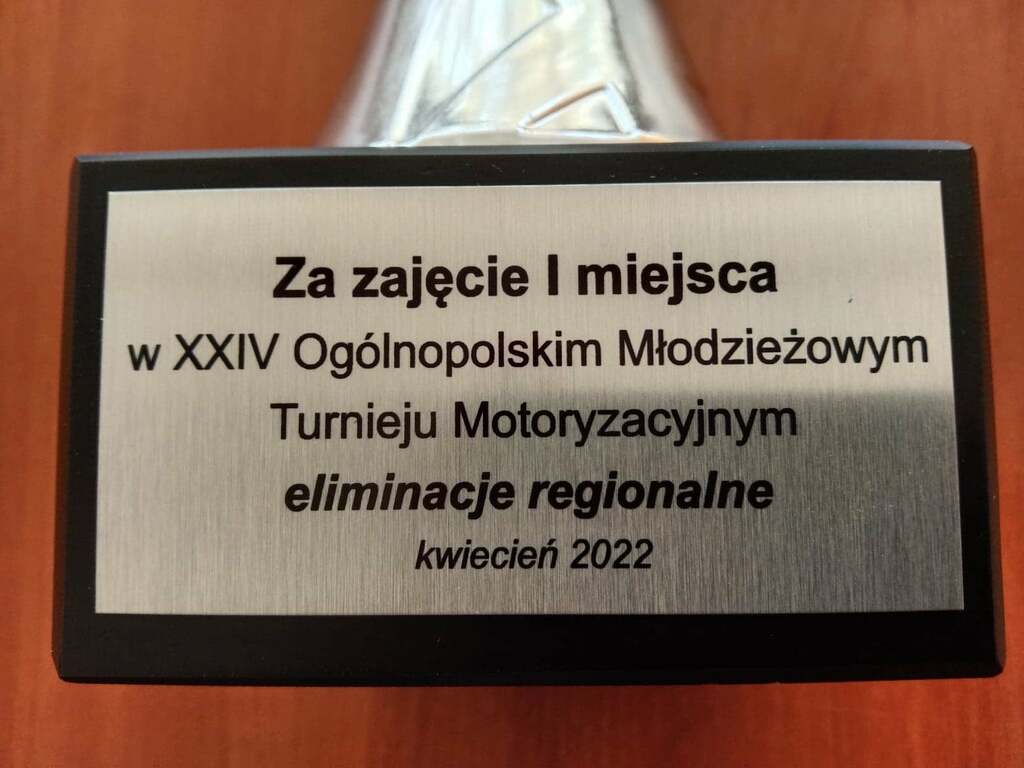 Za zajęcie I miejsca
w XXIV Ogólnopolskim Młodzieżowym
Turnieju Motoryzacyjnym
eliminacje regionalne
kwiecień 2022